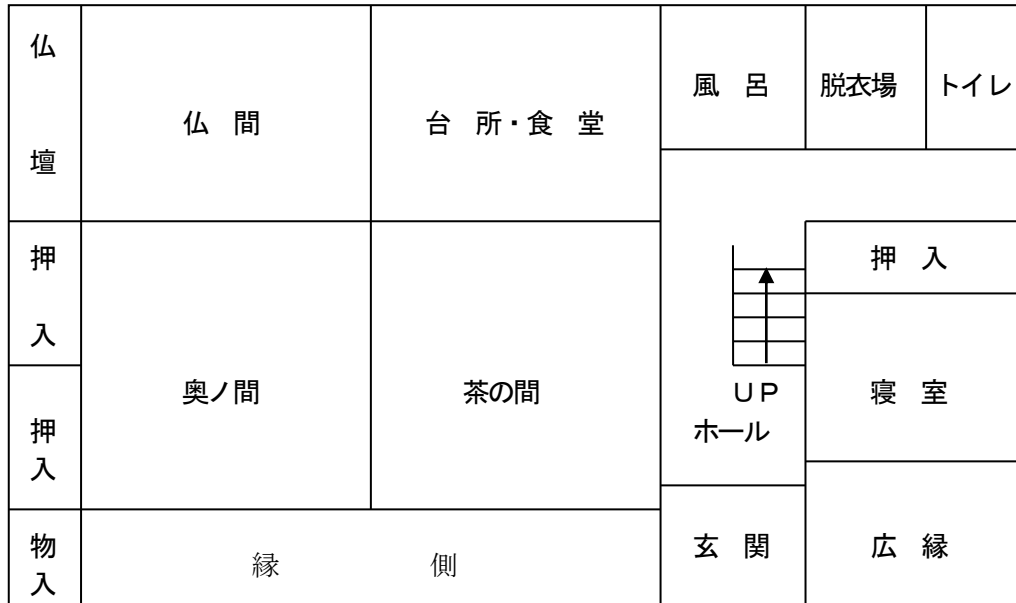 仏壇
仏間
台所・食堂
風呂
脱衣場
トイレ
押入
押入
奥ノ間
茶の間
UP
ホール
押入
寝室
物入
縁側
玄関
広縁